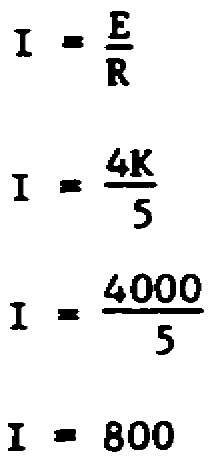 I = E/R
I = 4K/5
I = 4000/5
I = 800